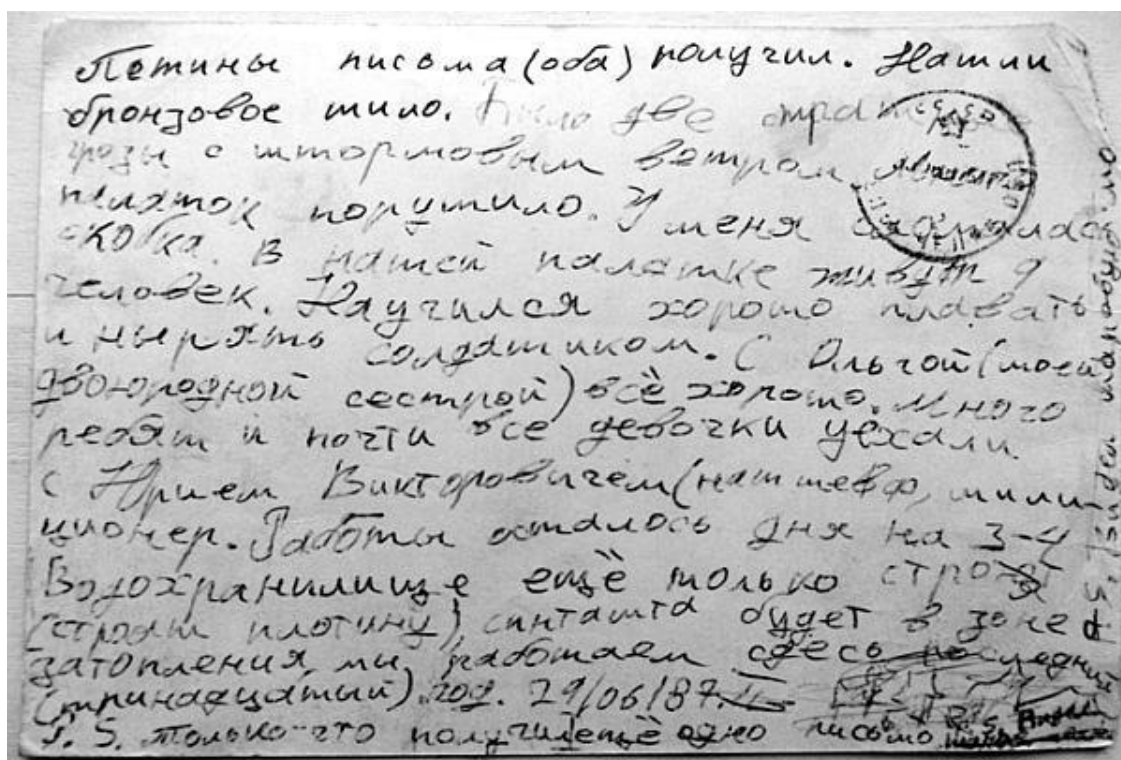 Петины письма (оба) получил. Нашли
бронзовое шило. Было две
грозы с штормовым ветром
палаток порушило. У меня сломалась
скобка. В нашей палатке живут 9
человек. Научился хорошо плавать
и нырять солдатиком. С Ольгой (моей
двоюродной сестрой) всё хорошо. Много
ребят и почти все девочки уехали
с Юрием Викторовичем (наш шевф, мили-
ционер. Работы осталось дня на 3-4
Водохранилище ещё только строят
(строят плотину), синташта будет в зоне
затопления, мы работаем сдесь последний
(тринадцатый) год. 29/06/87.
P. S. только-что получил ещё одно письмо
P. S.